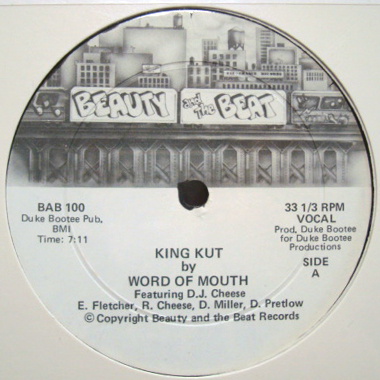 BEAUTY and THE BEAT
BAB 100
Duke Bootee Pub.
BMI
Time: 7:11
33 1/3 RPM
VOCAL
Prod. Duke Bootee
for Duke Bootee
Productions
SIDE
A
KING KUT
by
WORD OF MOUTH
Featuring D.J. Cheese
E. Fletcher, R. Cheese, D. Miller, D. Pretlow
© Copyright Beauty and the Beat Records